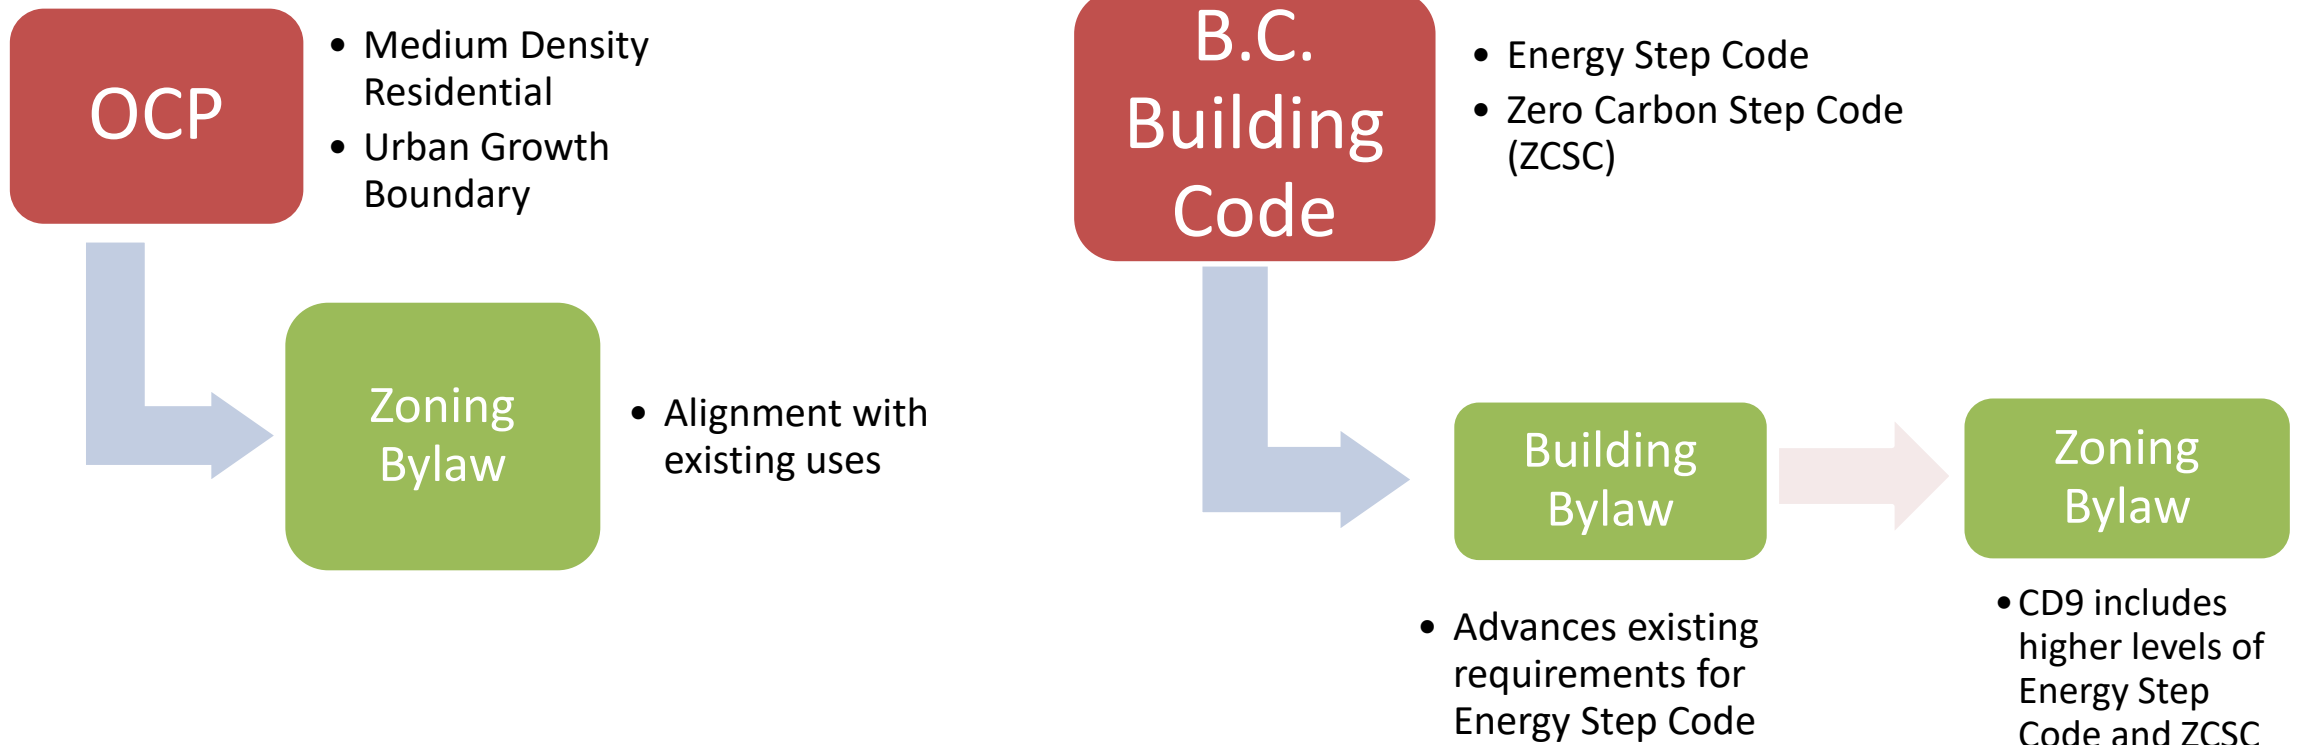 OCP
• Medium Density
Residential
• Urban Growth
Boundary
Zoning
Bylaw
• Alignment with
existing uses
B.C.
Building
Code
• Energy Step Code
• Zero Carbon Step Code
(ZCSC)
Building
Bylaw
• Advances existing
requirements for
Energy Step Code
Zoning
Bylaw
• CD9 includes
higher levels of
Energy Step
Code and ZCSC